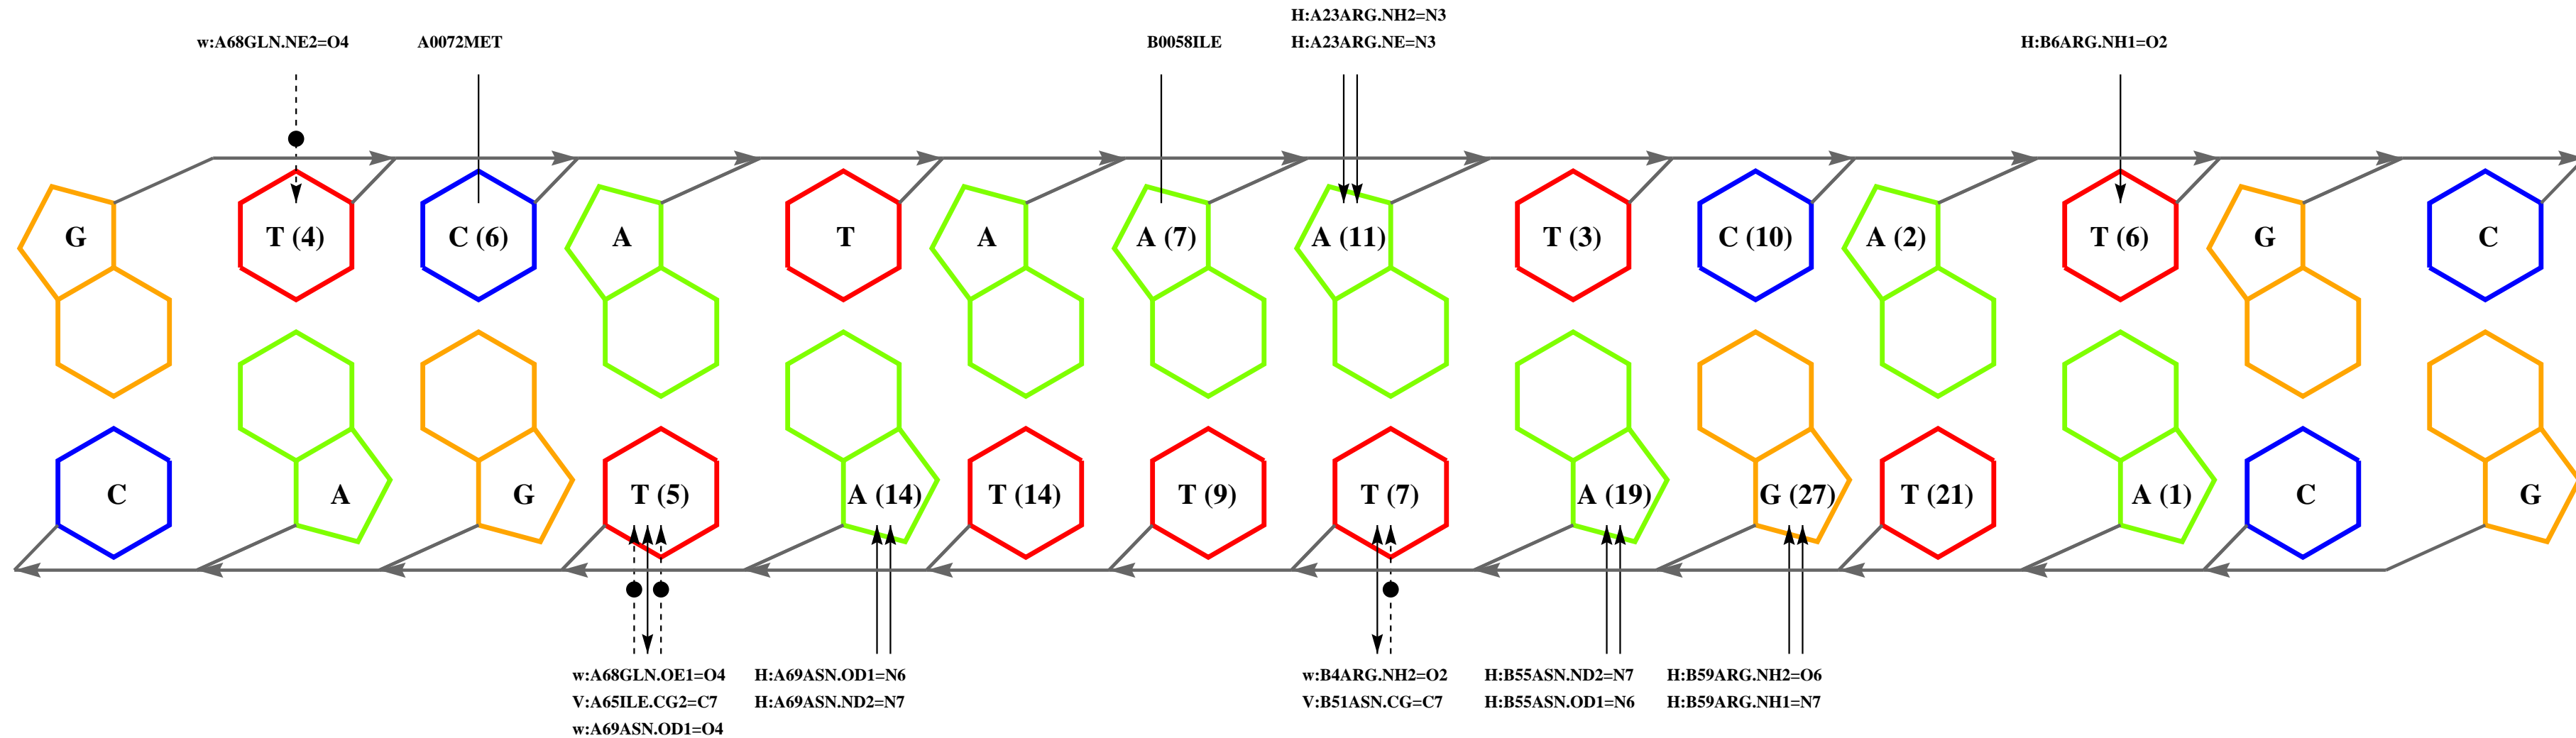 H:A23ARG.NH2=N3
w:A68GLN.NE2=O4 A0072MET B0058ILE H:A23ARG.NE=N3 H:B6ARG.NH1=O2
G T (4) C (6) A T A A (7) A (11) T (3) C (10) A (2) T (6) G C
C A G T (5) A (14) T (14) T (9) T (7) A (19) G (27) T (21) A (1) C G
w:A68GLN.OE1=O4 H:A69ASN.OD1=N6 w:B4ARG.NH2=O2 H:B55ASN.ND2=N7 H:B59ARG.NH2=O6
V:A65ILE.CG2=C7 H:A69ASN.ND2=N7 V:B51ASN.CG=C7 H:B55ASN.OD1=N6 H:B59ARG.NH1=N7
w:A69ASN.OD1=O4